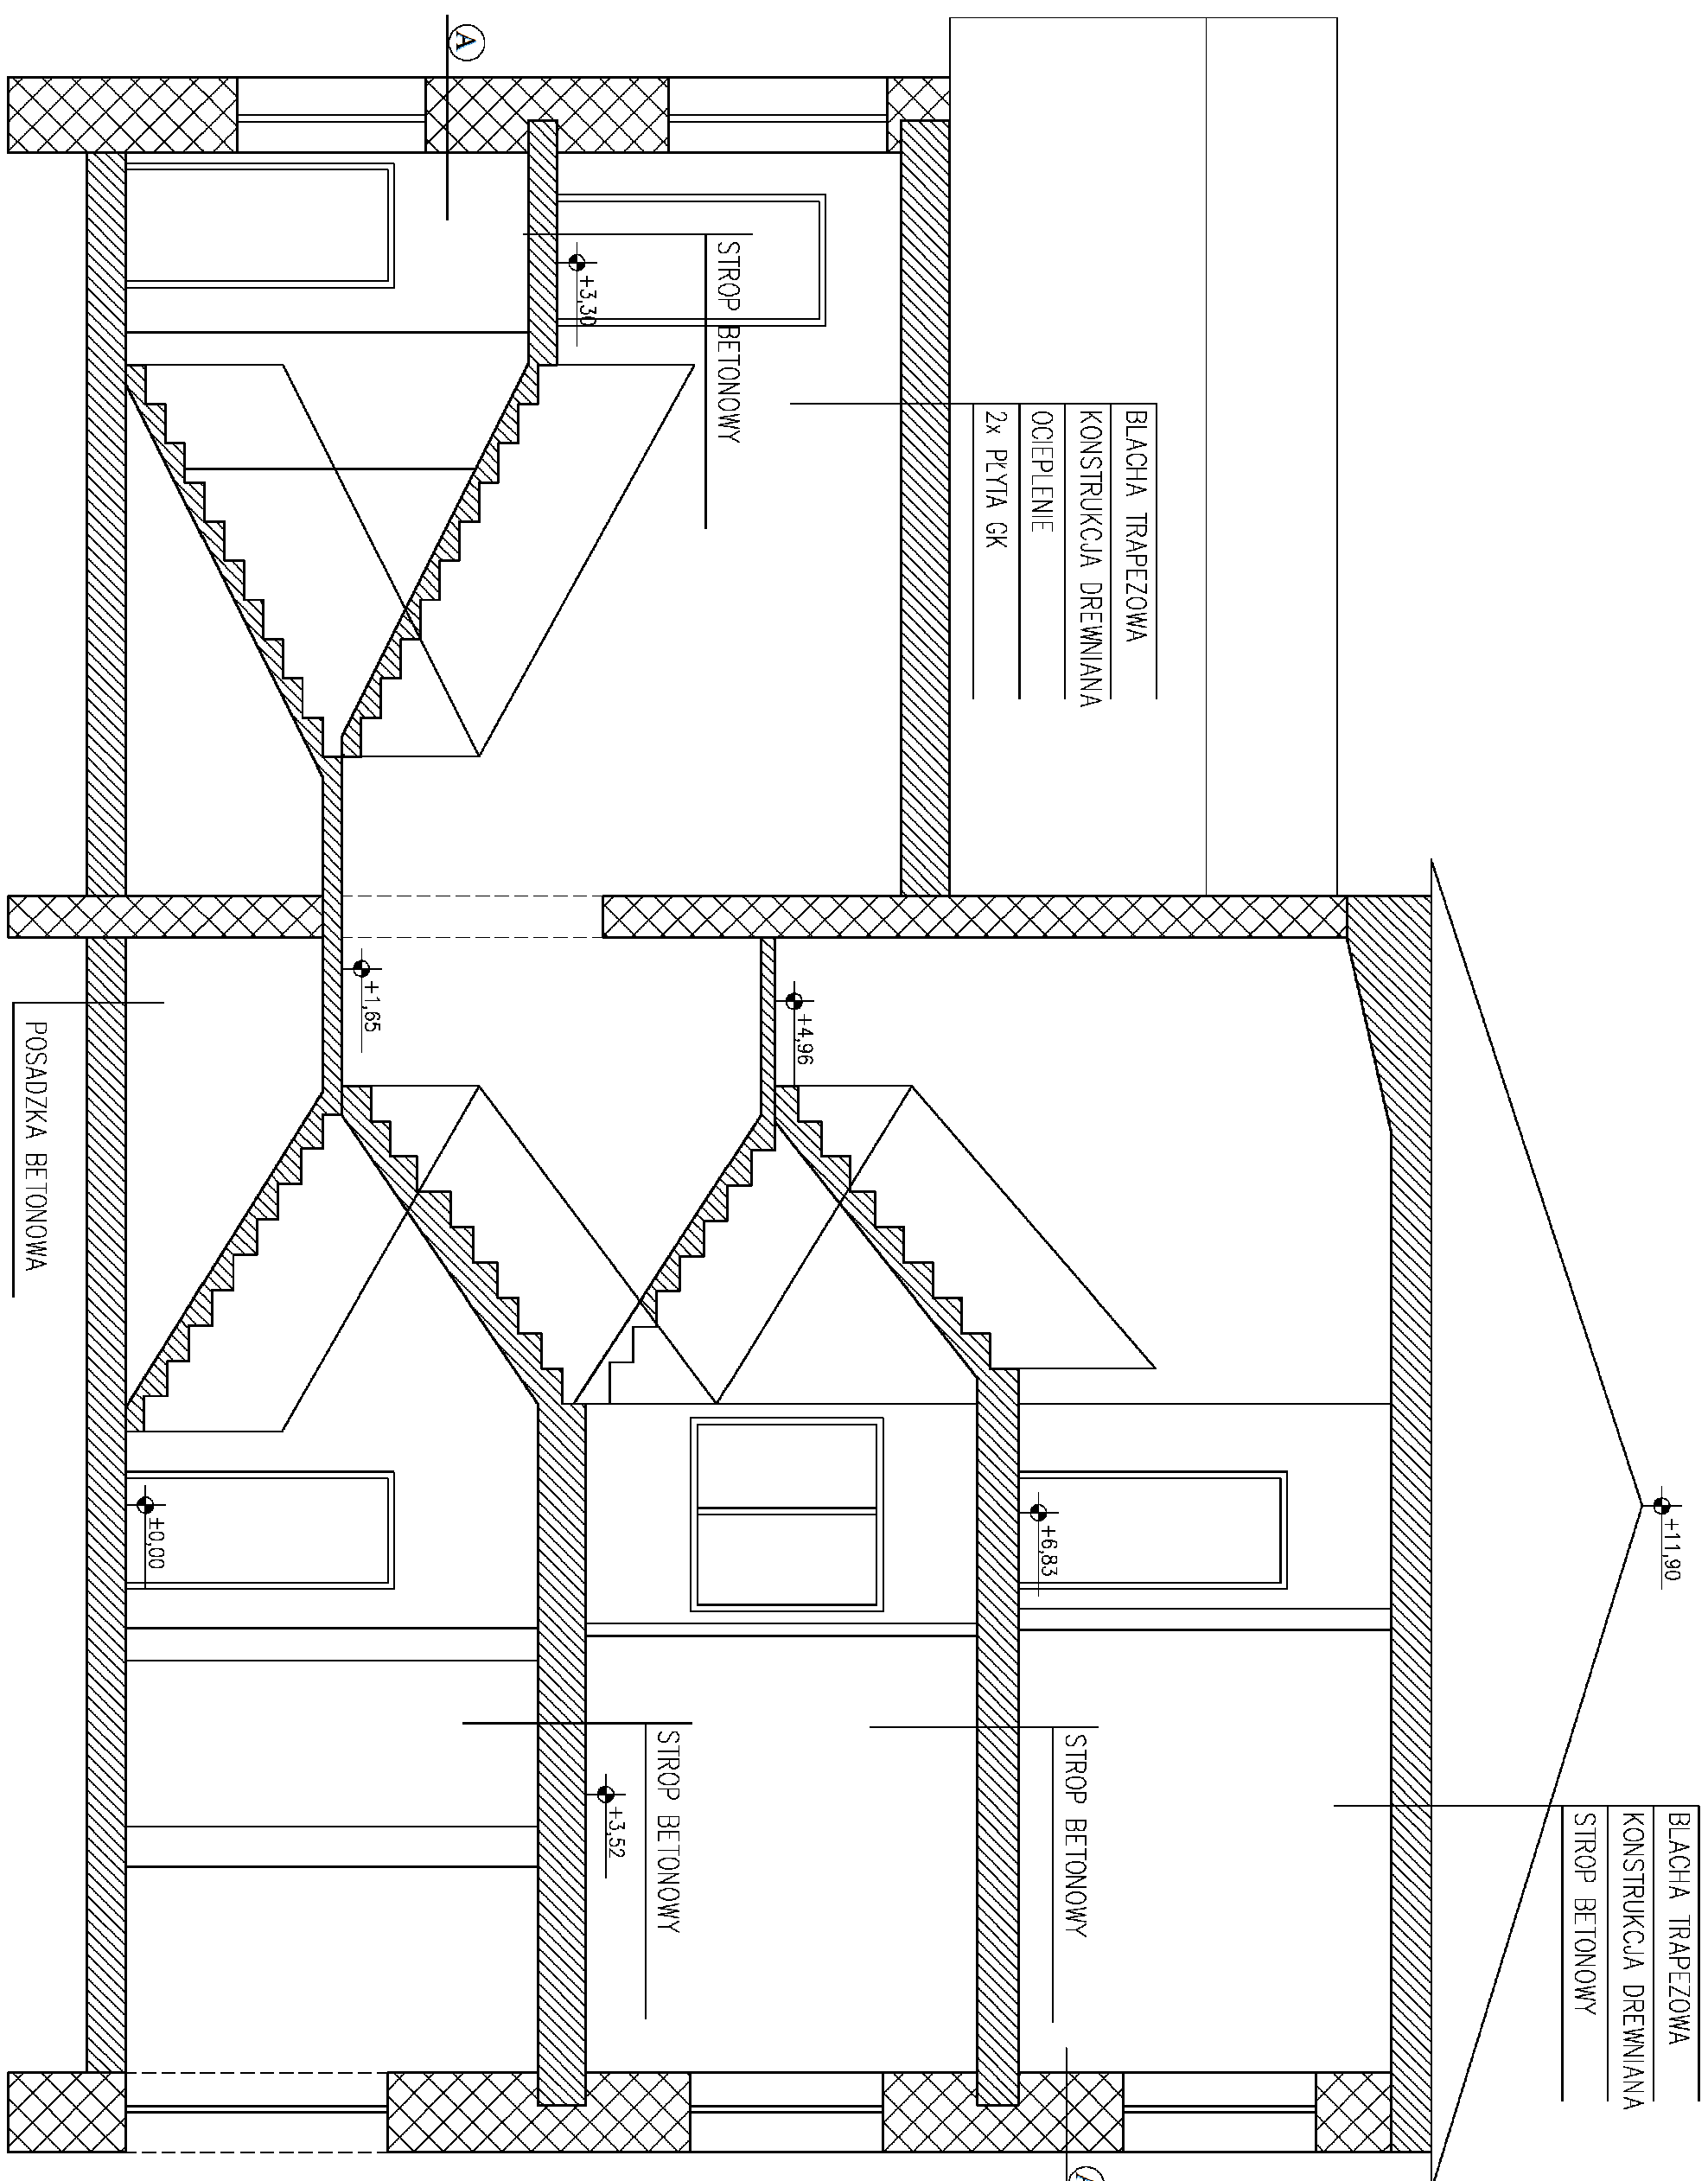 BLACHA TRAPEZOWA
KONSTRUKCJA DREWNIANA
STROP BETONOWY
+11,90
BLACHA TRAPEZOWA
KONSTRUKCJA DREWNIANA
OCIEPLENIE
2x PŁYTA GK
A
STROP BETONOWY
+6,83
STROP BETONOWY
+4,96
STROP BETONOWY
+3,52
+3,30
A
+1,65
±0,00
POSADZKA BETONOWA